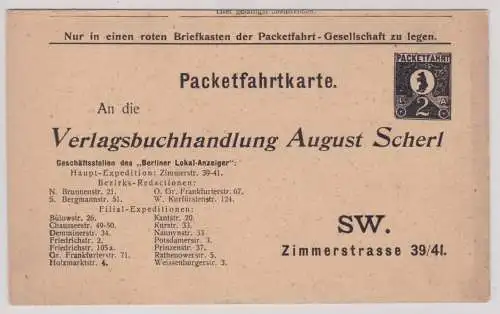 Nur in einen roten Briefkasten der Packetfahrt-Gesellschaft zu legen.
Packetfahrtkarte.
PACKETFAHRT
2
An die
Verlagsbuchhandlung August Scherl
Geschäftsstellen des „Berliner Lokal-Anzeiger":
Haupt-Expedition: Zimmerstr. 39-41.
Bezirks-Redactionen:
N. Brunnenstr. 21. O. Gr. Frankfurterstr. 67.
S. Bergmannstr. 51. W. Kurfürstenstr. 124.
Filial-Expeditionen:
Bülowstr. 26. Kantstr. 20.
Chausseestr. 49-50. Kurstr. 33.
Demminerstr. 34. Naunynstr. 33
Friedrichstr. 2. Potsdamerstr. 3.
Friedrichstr. 105a. Prinzenstr. 37.
Gr. Frankfurterstr. 71. Rathenowerstr. 5.
Holzmarktstr. 4. Weissenburgerstr. 3.
SW.
Zimmerstrasse 39/41.